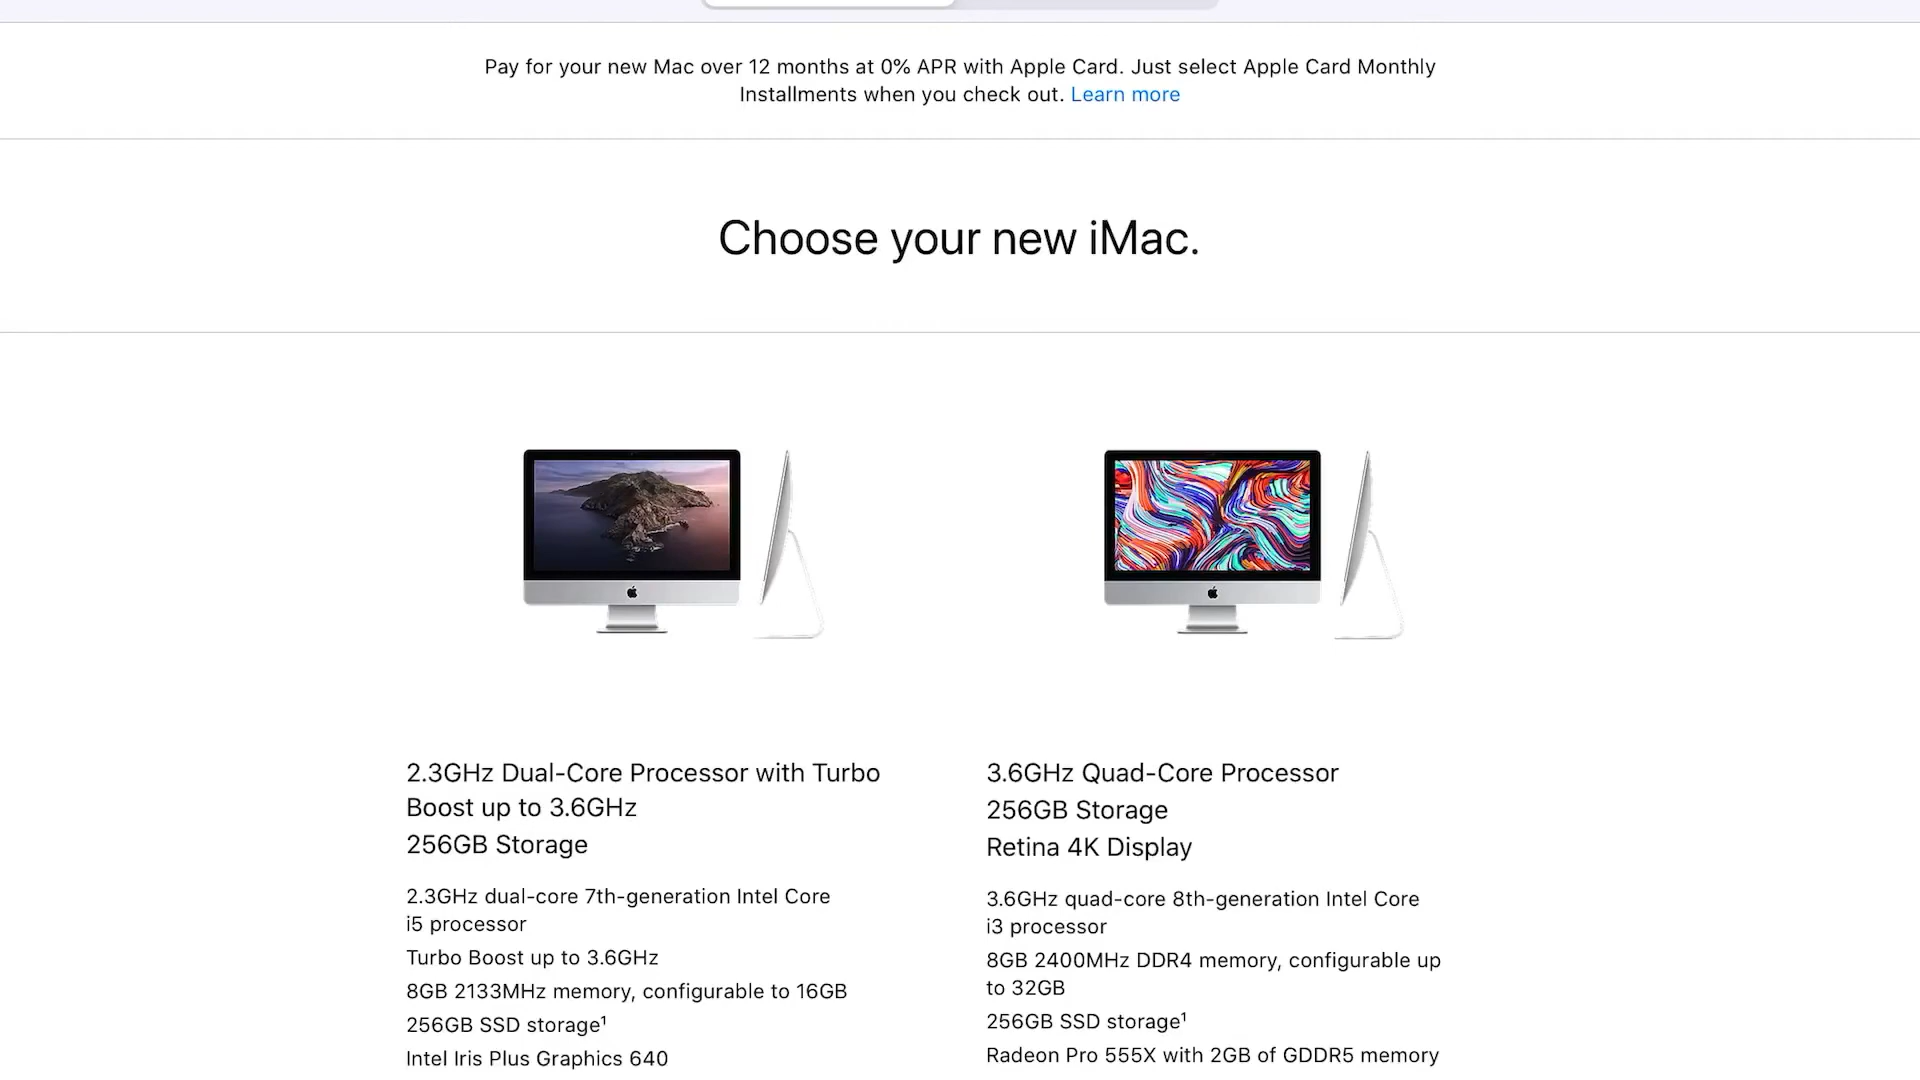 Pay for your new Mac over 12 months at 0% APR with Apple Card. Just select Apple Card Monthly
Installments when you check out. Learn more
Choose your new iMac.
2.3GHz Dual-Core Processor with Turbo
Boost up to 3.6GHz
256GB Storage
2.3GHz dual-core 7th-generation Intel Core
i5 processor
Turbo Boost up to 3.6GHz
8GB 2133MHz memory, configurable to 16GB
256GB SSD storage¹
Intel Iris Plus Graphics 640
3.6GHz Quad-Core Processor
256GB Storage
Retina 4K Display
3.6GHz quad-core 8th-generation Intel Core
i3 processor
8GB 2400MHz DDR4 memory, configurable up
to 32GB
256GB SSD storage¹
Radeon Pro 555X with 2GB of GDDR5 memory